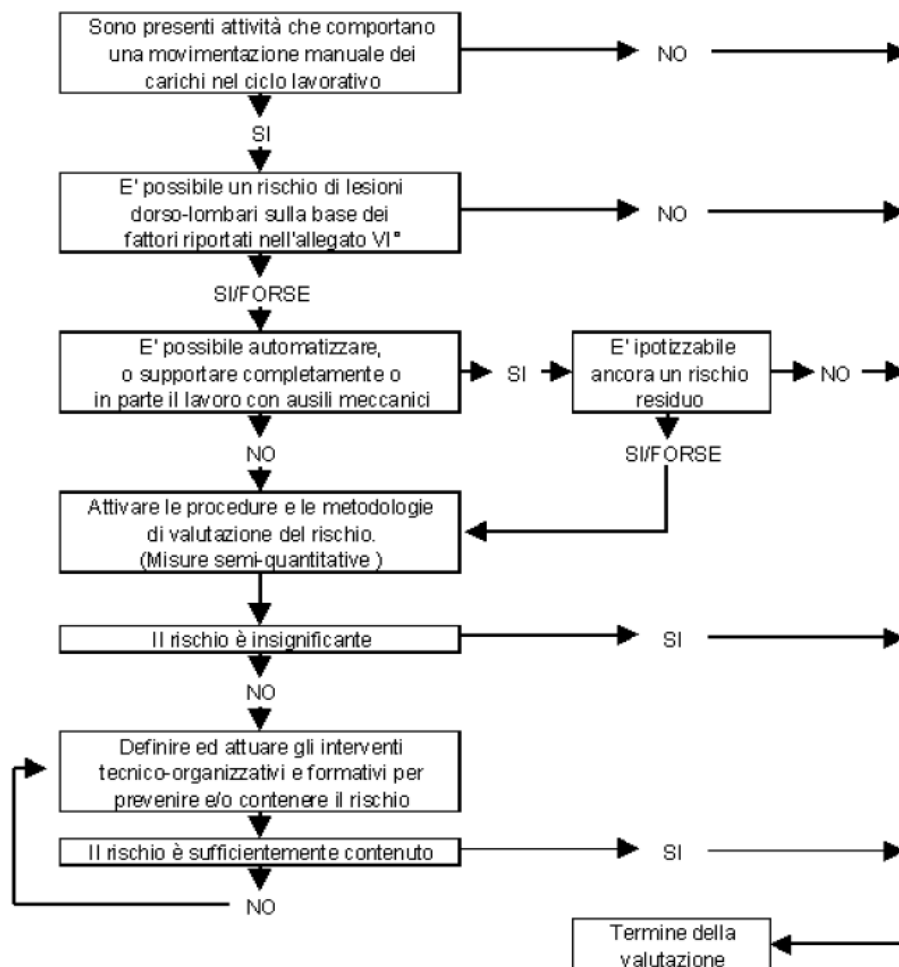 Sono presenti attività che comportano
una movimentazione manuale dei
carichi nel ciclo lavorativo
NO
SI
E' possibile un rischio di lesioni
dorso-lombari sulla base dei
fattori riportati nell'allegato VI°
NO
SI/FORSE
E' possibile automatizzare,
o supportare completamente o
in parte il lavoro con ausili meccanici
SI
E' ipotizzabile
ancora un rischio
residuo
NO
NO
SI/FORSE
Attivare le procedure e le metodologie
di valutazione del rischio.
(Misure semi-quantitative )
Il rischio è insignificante
SI
NO
Definire ed attuare gli interventi
tecnico-organizzativi e formativi per
prevenire e/o contenere il rischio
Il rischio è sufficientemente contenuto
SI
NO
Termine della
valutazione